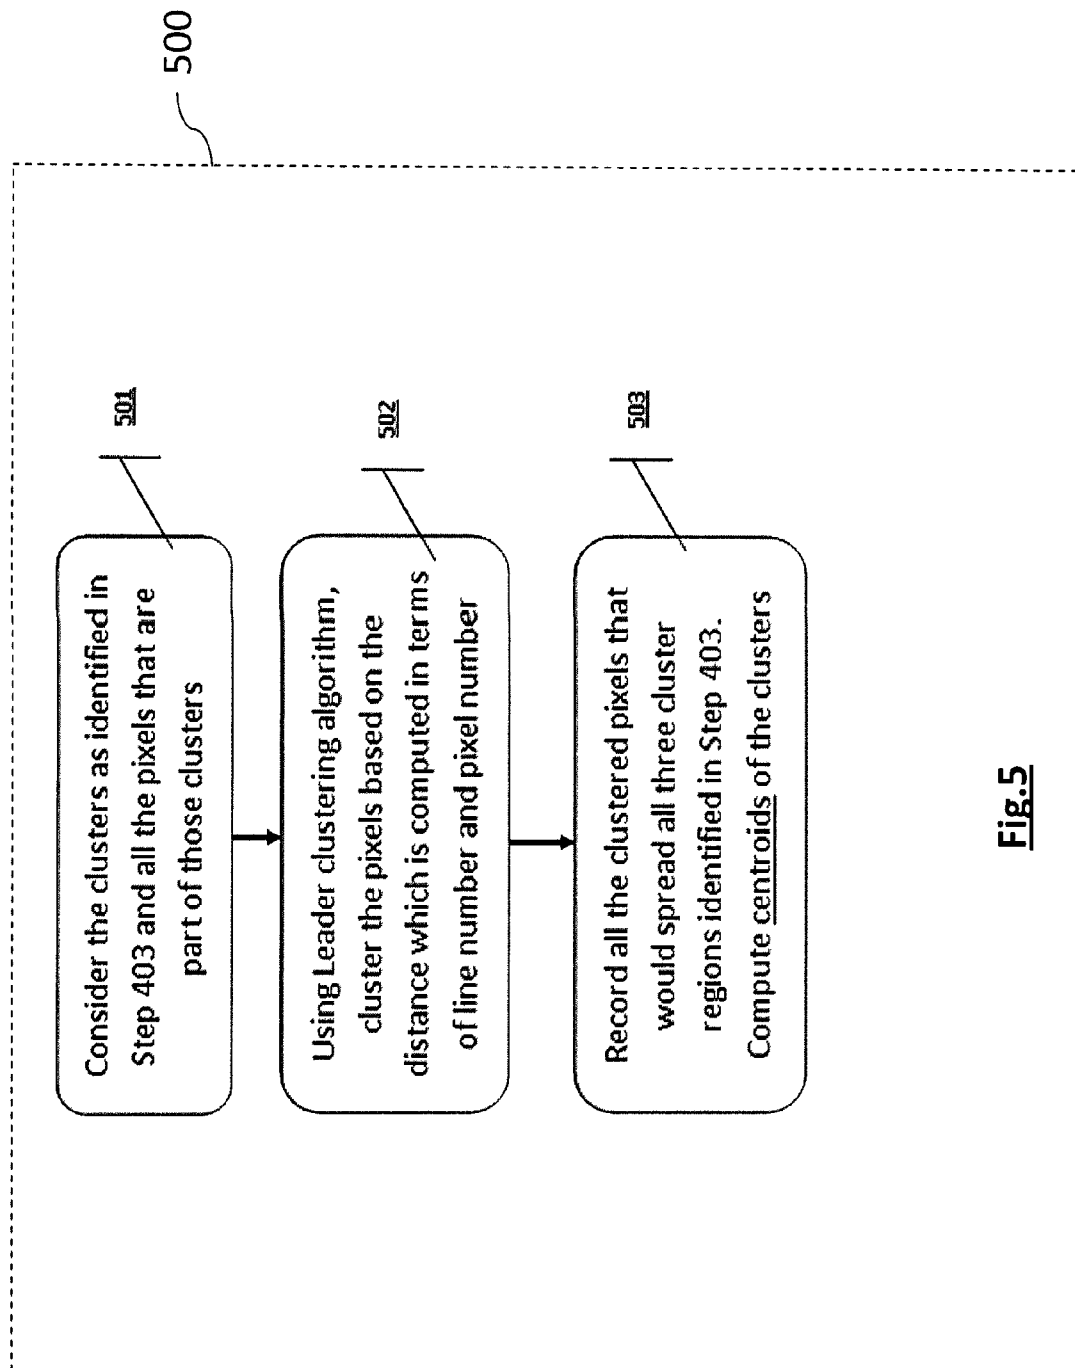 500
501
Consider the clusters as identified in
Step 403 and all the pixels that are
part of those clusters
502
Using Leader clustering algorithm,
cluster the pixels based on the
distance which is computed in terms
of line number and pixel number
503
Record all the clustered pixels that
would spread all three cluster
regions identified in Step 403.
Compute centroids of the clusters
Fig.5